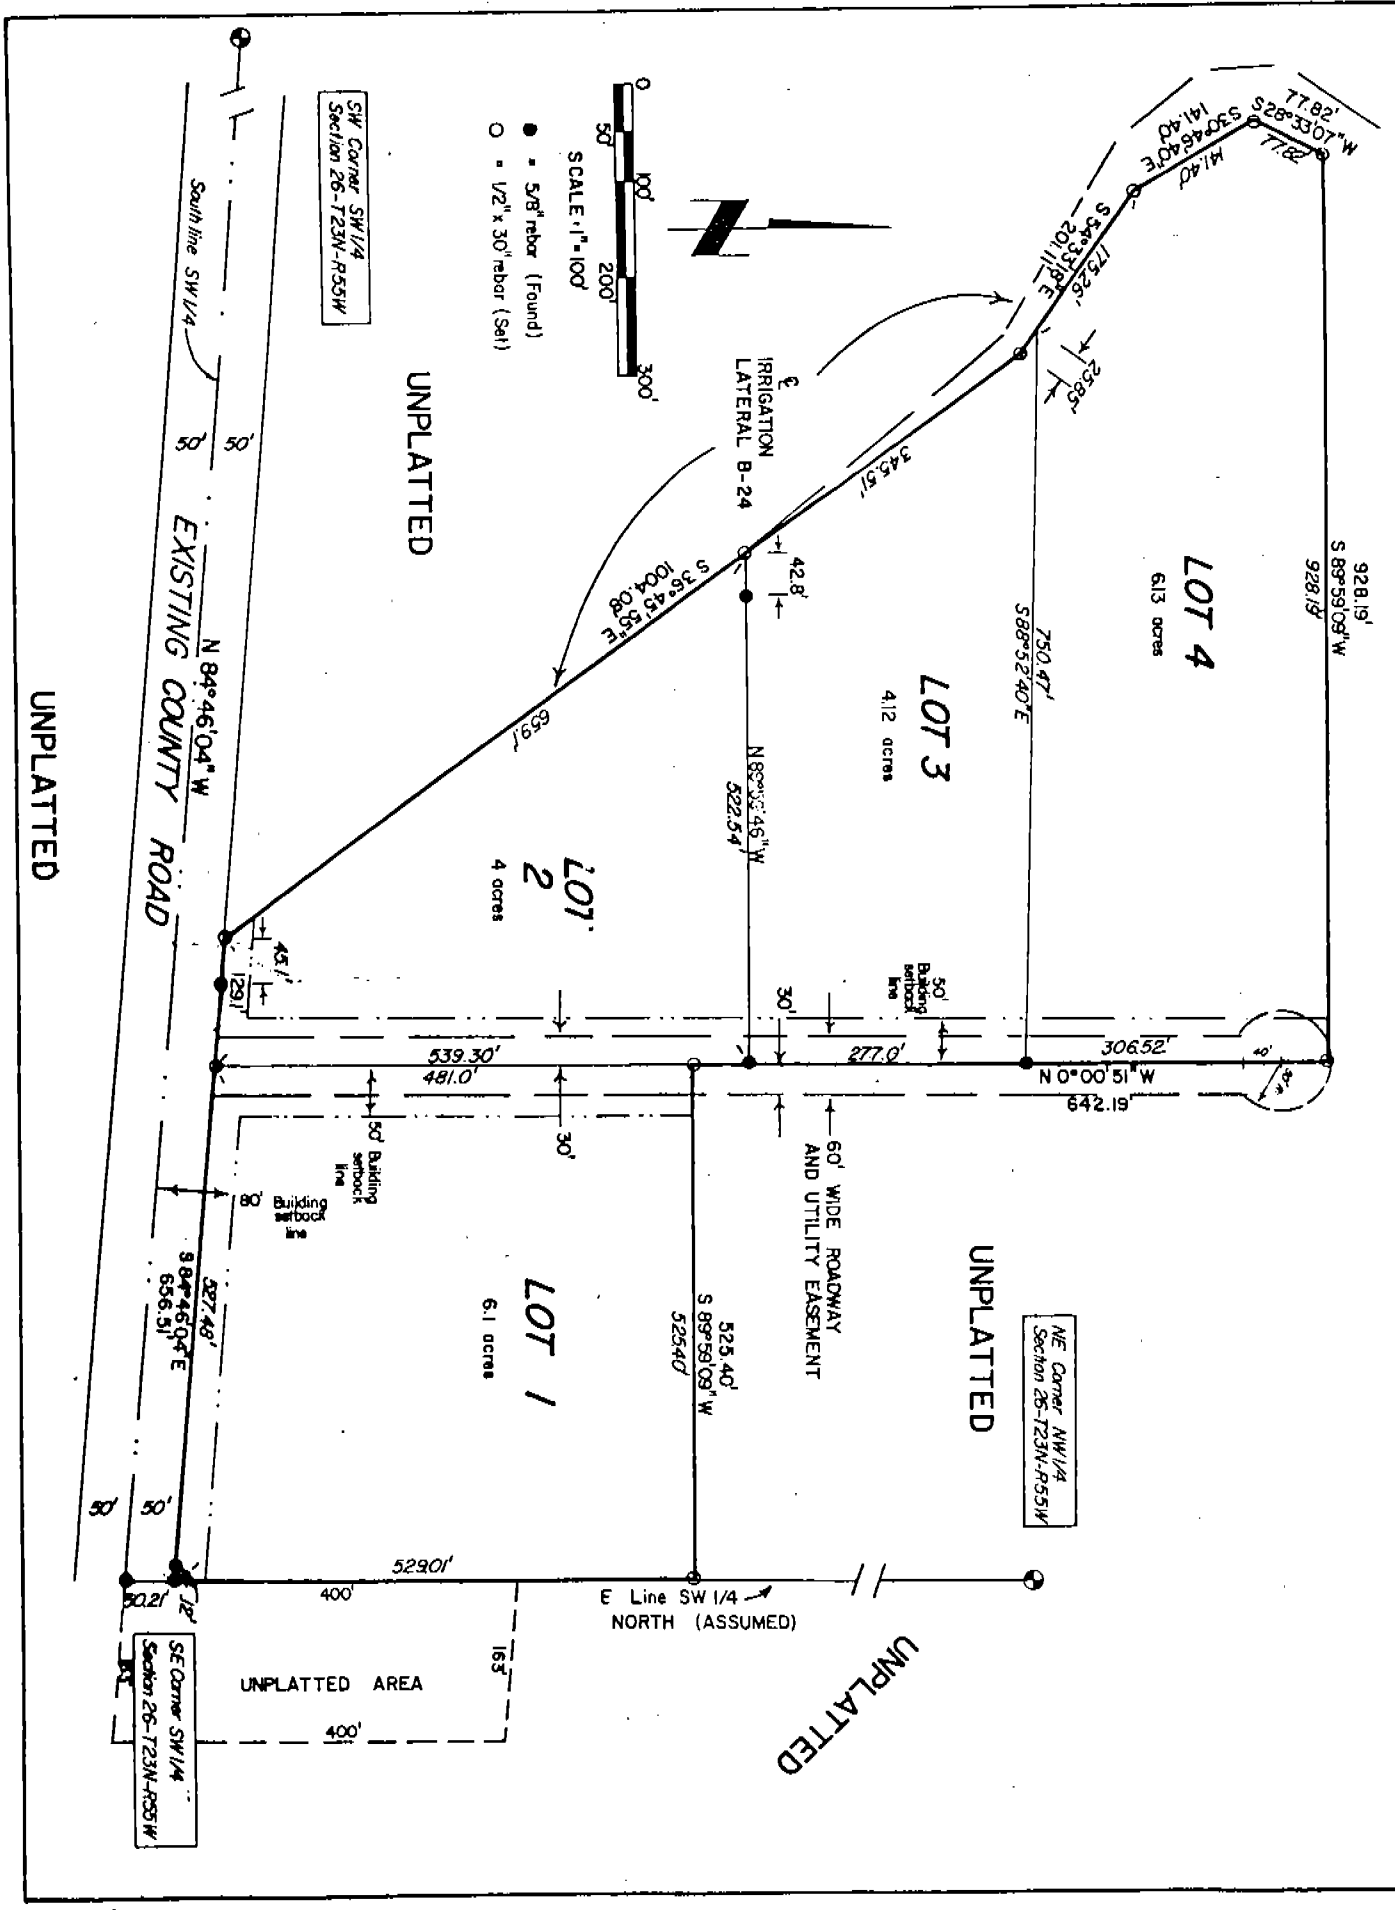 77.82'
S 28°33'07" W
77.82'
S 30°46'40" E
141.40'
141.40'
S 54°33'18" E
201.11'
175.26'
25.85'
928.19'
S 89°59'09" W
928.19'
LOT 4
6.13 acres
750.47'
S 88°52'40" E
LOT 3
4.12 acres
0
50'
100'
200'
300'
SCALE: 1" = 100'
● = 5/8" rebar (Found)
○ = 1/2" x 30" rebar (Set)
SW Corner SW 1/4
Section 26-T23N-R55W
South line SW 1/4
UNPLATTED
℄
IRRIGATION
LATERAL B-24
345.51'
42.8'
S 36°45'55" E
1004.08'
659.1'
522.54'
LOT
2
4 acres
50'
50'
N 84°46'04" W
EXISTING COUNTY ROAD
UNPLATTED
45.1'
129.1'
50'
Building
setback
line
30'
539.30'
481.0'
277.0'
306.52'
40'
50' R
N 0°00'51" W
642.19'
30'
50' Building
setback
line
80'
Building
setback
line
60' WIDE ROADWAY
AND UTILITY EASEMENT
UNPLATTED
NE Corner NW 1/4
Section 26-T23N-R55W
525.40'
S 89°59'09" W
525.40'
LOT 1
6.1 acres
527.48'
S 84°46'04" E
656.51'
50'
50'
529.01'
400'
E Line SW 1/4
NORTH (ASSUMED)
50.21'
12'
163'
UNPLATTED AREA
400'
SE Corner SW 1/4
Section 26-T23N-R55W
UNPLATTED